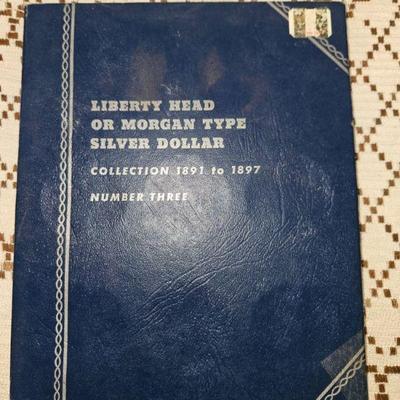 LIBERTY HEAD
OR MORGAN TYPE
SILVER DOLLAR
COLLECTION 1891 to 1897
NUMBER THREE